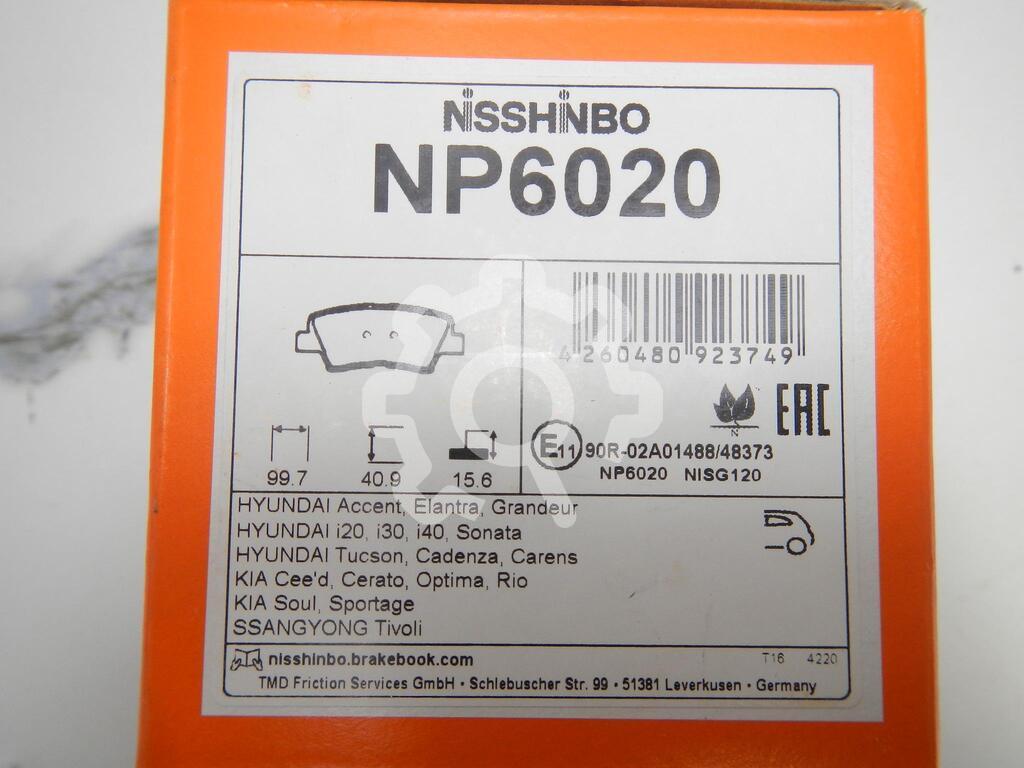 NiSSHiNBO
NP6020
4 260480 923749
EAC
99.7 40.9 15.6
E11 90R-02A01488/48373
N
NP6020 NISG120
HYUNDAI Accent, Elantra, Grandeur
HYUNDAI i20, i30, i40, Sonata
HYUNDAI Tucson, Cadenza, Carens
KIA Cee'd, Cerato, Optima, Rio
KIA Soul, Sportage
SSANGYONG Tivoli
nisshinbo.brakebook.com T16 4220
TMD Friction Services GmbH · Schlebuscher Str. 99 · 51381 Leverkusen · Germany